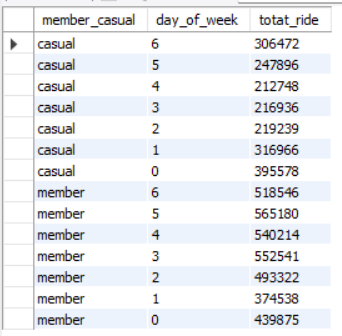 member_casual day_of_week totat_ride
casual 6 306472
casual 5 247896
casual 4 212748
casual 3 216936
casual 2 219239
casual 1 316966
casual 0 395578
member 6 518546
member 5 565180
member 4 540214
member 3 552541
member 2 493322
member 1 374538
member 0 439875